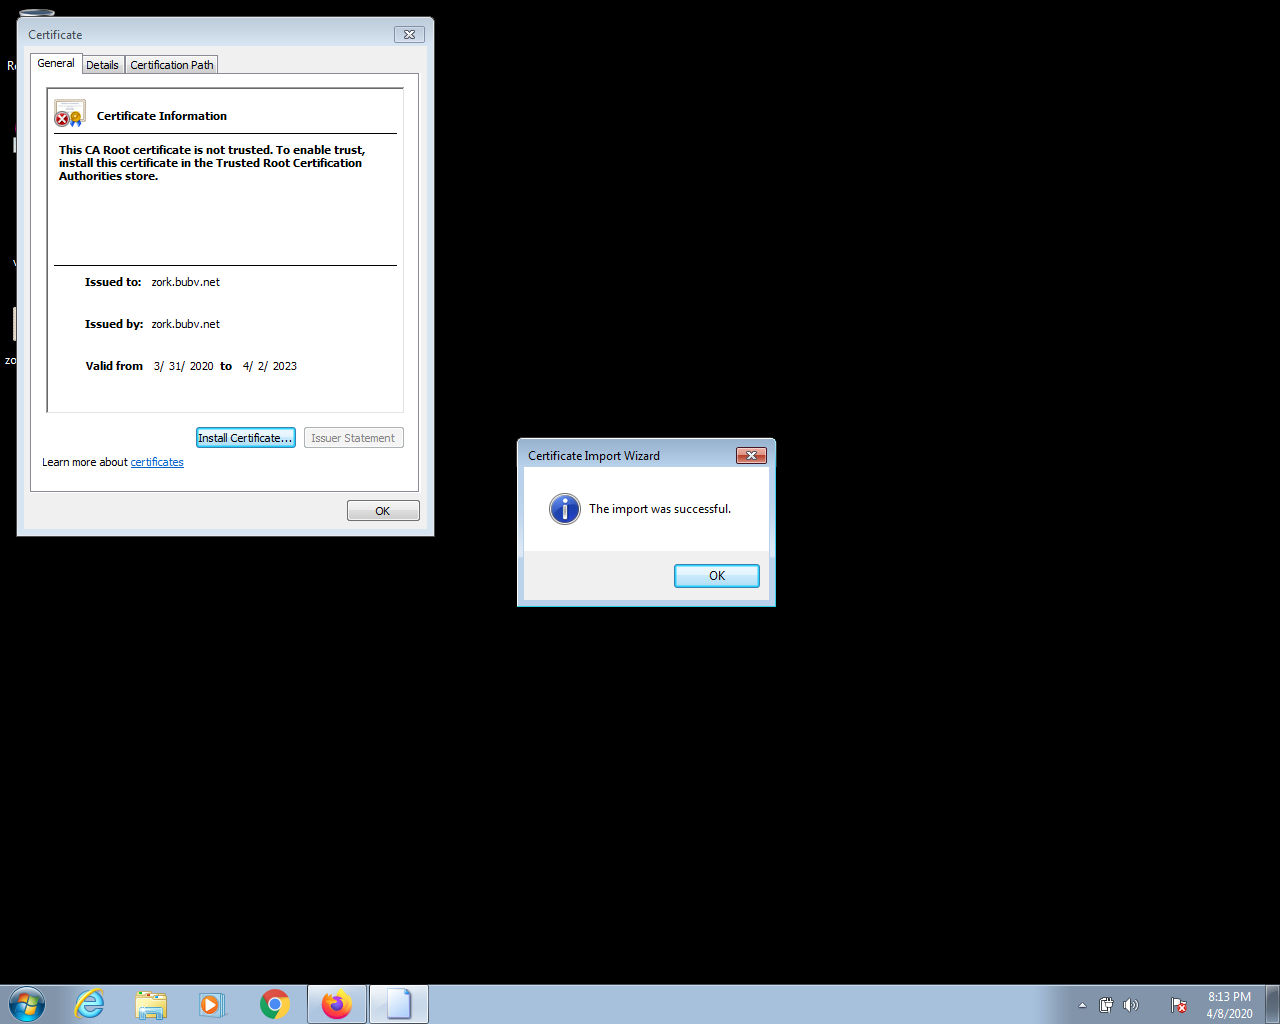 Certificate
General
Details
Certification Path
Certificate Information
This CA Root certificate is not trusted. To enable trust,
install this certificate in the Trusted Root Certification
Authorities store.
Issued to: zork.bubv.net
Issued by: zork.bubv.net
Valid from 3/ 31/ 2020 to 4/ 2/ 2023
Install Certificate...
Issuer Statement
Learn more about certificates
OK
Certificate Import Wizard
The import was successful.
OK
8:13 PM
4/8/2020